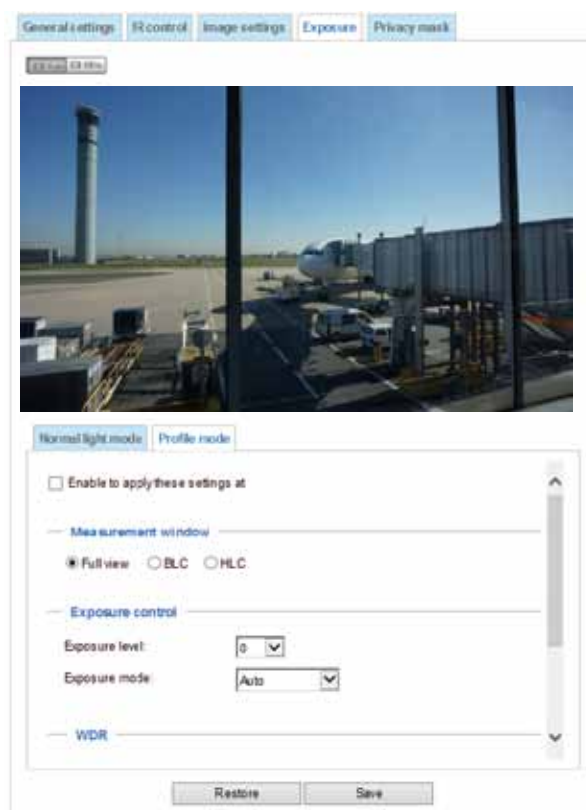 General settings IR control Image settings Exposure Privacy mask
Normal light mode Profile mode
Enable to apply these settings at
Measurement window
Full view BLC HLC
Exposure control
Exposure level: 0
Exposure mode: Auto
WDR
Restore Save